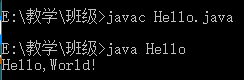 E:\教学\班级>javac Hello.java
E:\教学\班级>java Hello
Hello,World!